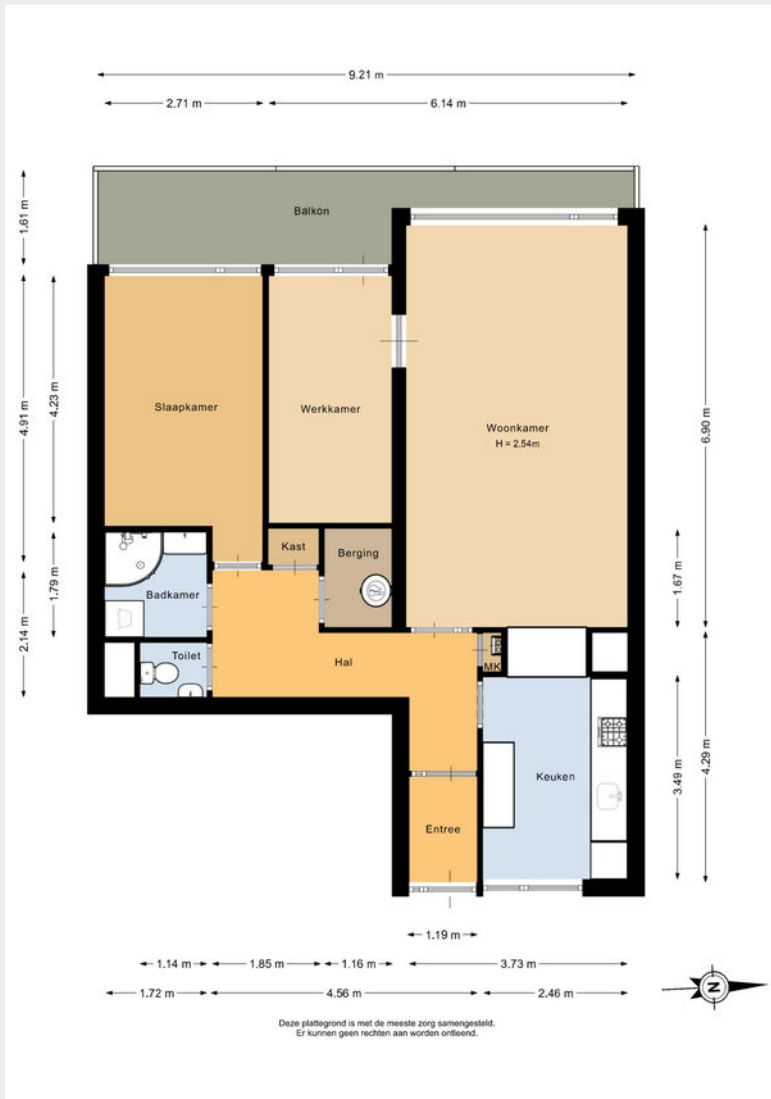 9.21 m
2.71 m
6.14 m
1.61 m
Balkon
4.91 m
4.23 m
Slaapkamer
Werkkamer
Woonkamer
H = 2.54m
6.90 m
Kast
Berging
1.79 m
1.67 m
Badkamer
2.14 m
Toilet
Hal
MK
Keuken
3.49 m
4.29 m
Entree
1.19 m
1.14 m
1.85 m
1.16 m
3.73 m
1.72 m
4.56 m
2.46 m
N
Deze plattegrond is met de meeste zorg samengesteld.
Er kunnen geen rechten aan worden ontleend.